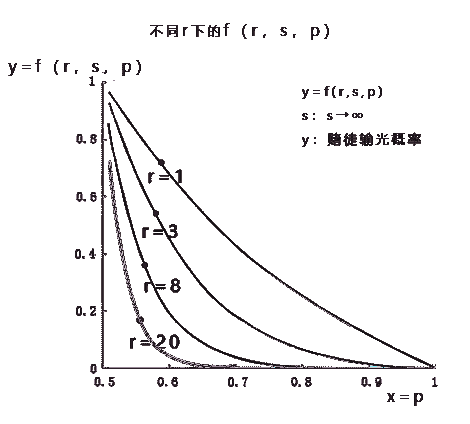 不同r下的f (r, s, p)
y=f (r, s, p)
y=f(r,s,p)
s: s→∞
y: 赌徒输光概率
1
0.8
0.6
0.4
0.2
0
r=1
r=3
r=8
r=20
0.5 0.6 0.7 0.8 0.9 1
x=p